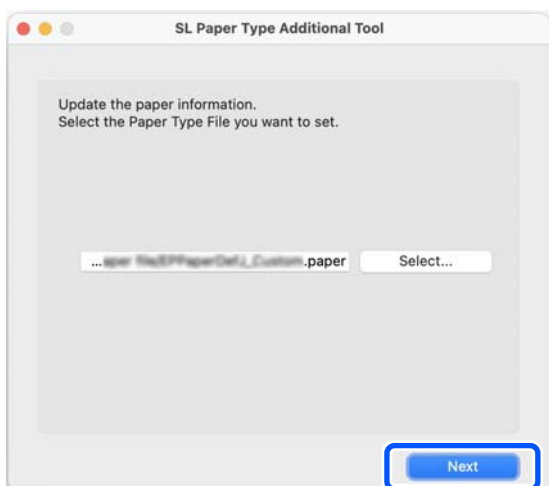 SL Paper Type Additional Tool
Update the paper information.
Select the Paper Type File you want to set.
... .paper
Select...
Next